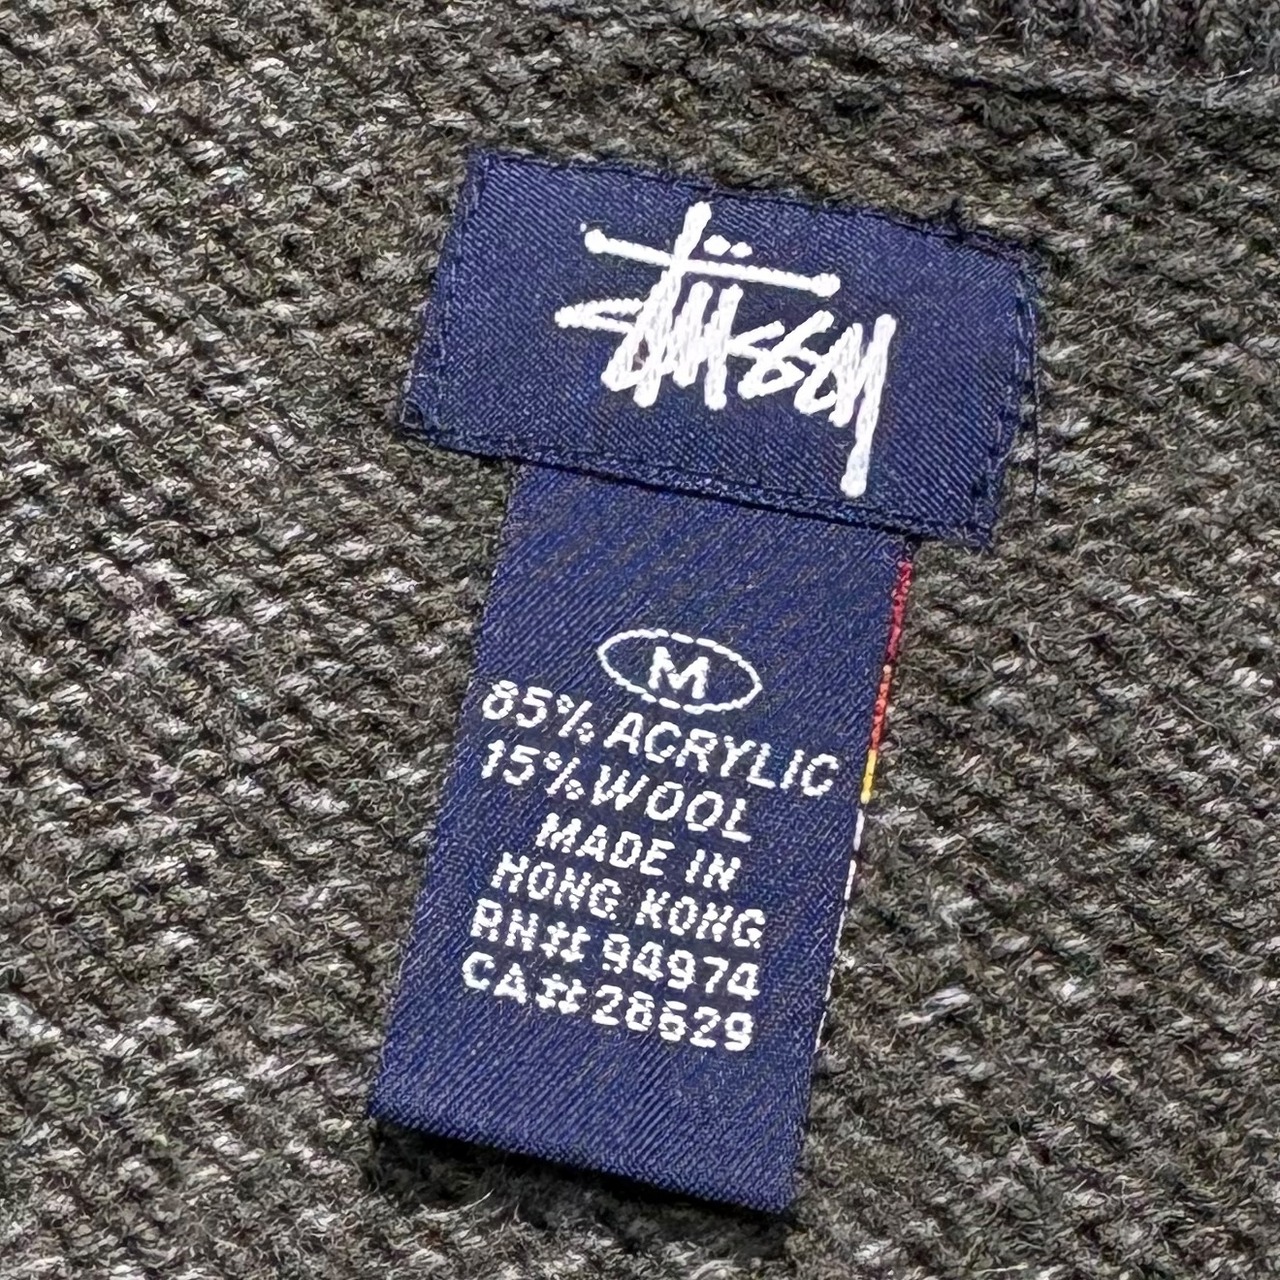 Stüssy
M
85% ACRYLIC
15% WOOL
MADE IN
HONG KONG
RN# 94974
CA# 28629